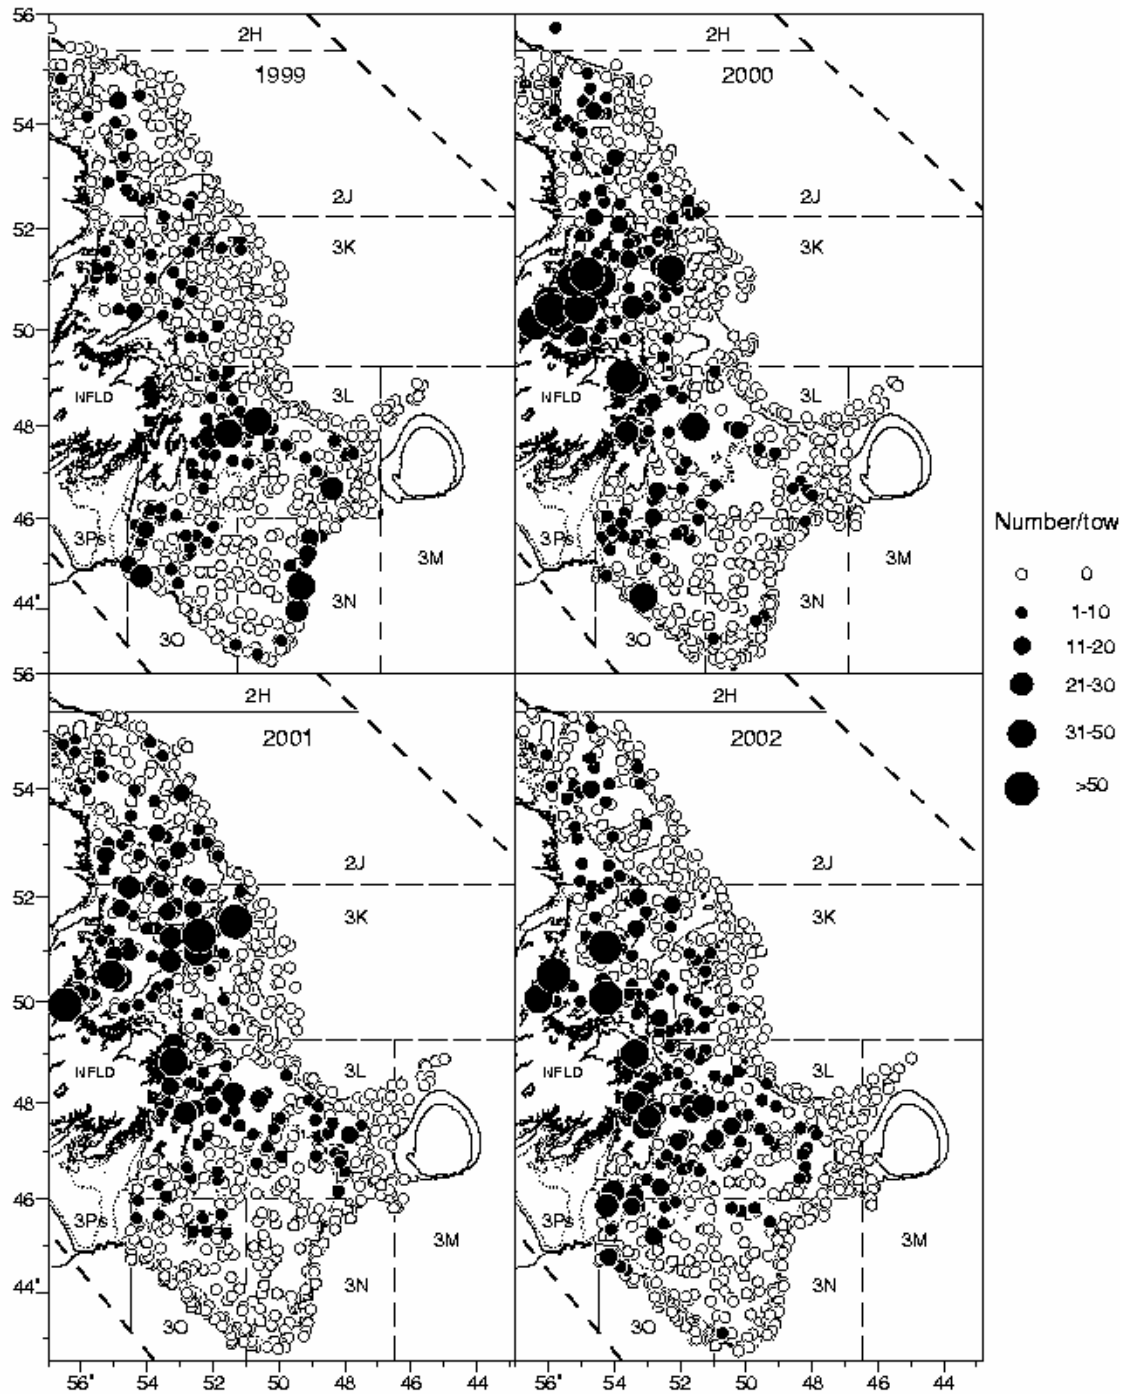 56
2H
2H
1999
2000
54
2J
2J
52
3K
3K
50
NFLD
3L
NFLD
3L
48
46
3Ps
3M
3Ps
3M
44°
3N
3N
3O
3O
Number/tow
0
1-10
11-20
21-30
31-50
>50
56
2H
2H
2001
2002
54
2J
2J
52
3K
3K
50
NFLD
3L
NFLD
3L
48
46
3Ps
3M
3Ps
3M
44°
3N
3N
3O
3O
56° 54 52 50 48 46 44 56° 54 52 50 48 46 44